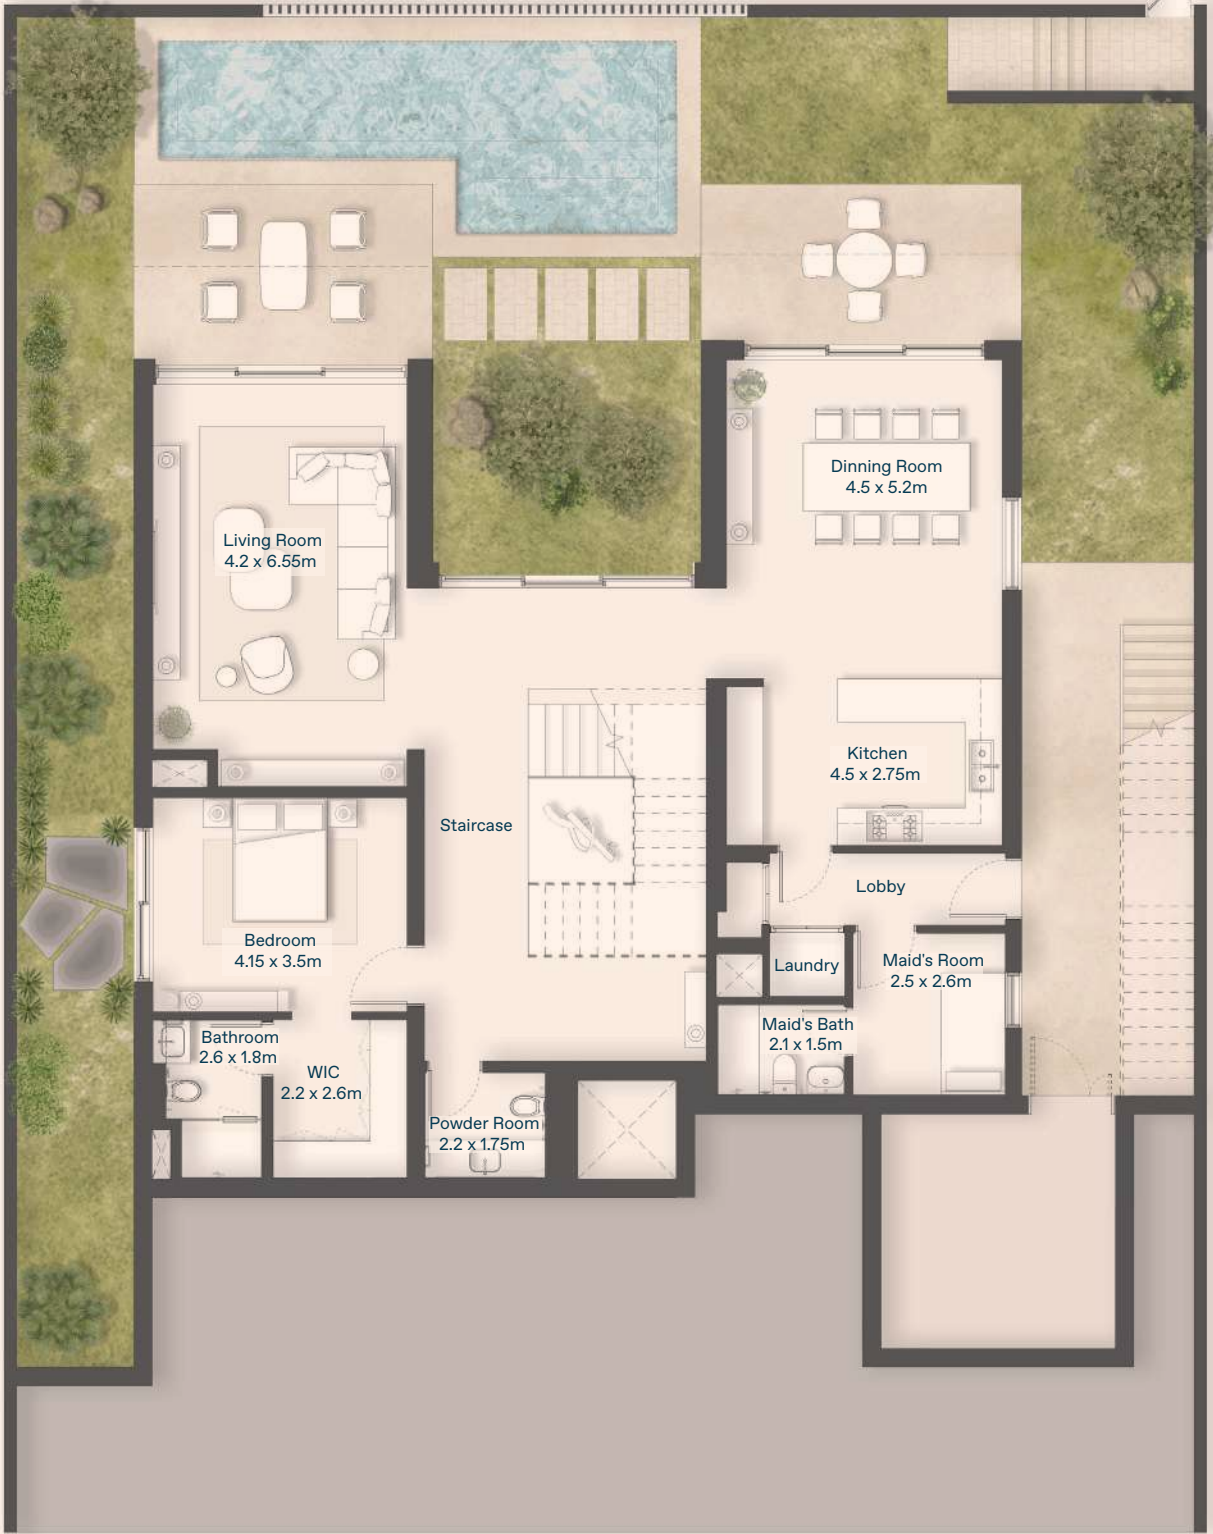 Dinning Room
4.5 x 5.2m
Living Room
4.2 x 6.55m
Kitchen
4.5 x 2.75m
Staircase
Lobby
Bedroom
4.15 x 3.5m
Laundry
Maid's Room
2.5 x 2.6m
Bathroom
2.6 x 1.8m
Maid's Bath
2.1 x 1.5m
WIC
2.2 x 2.6m
Powder Room
2.2 x 1.75m